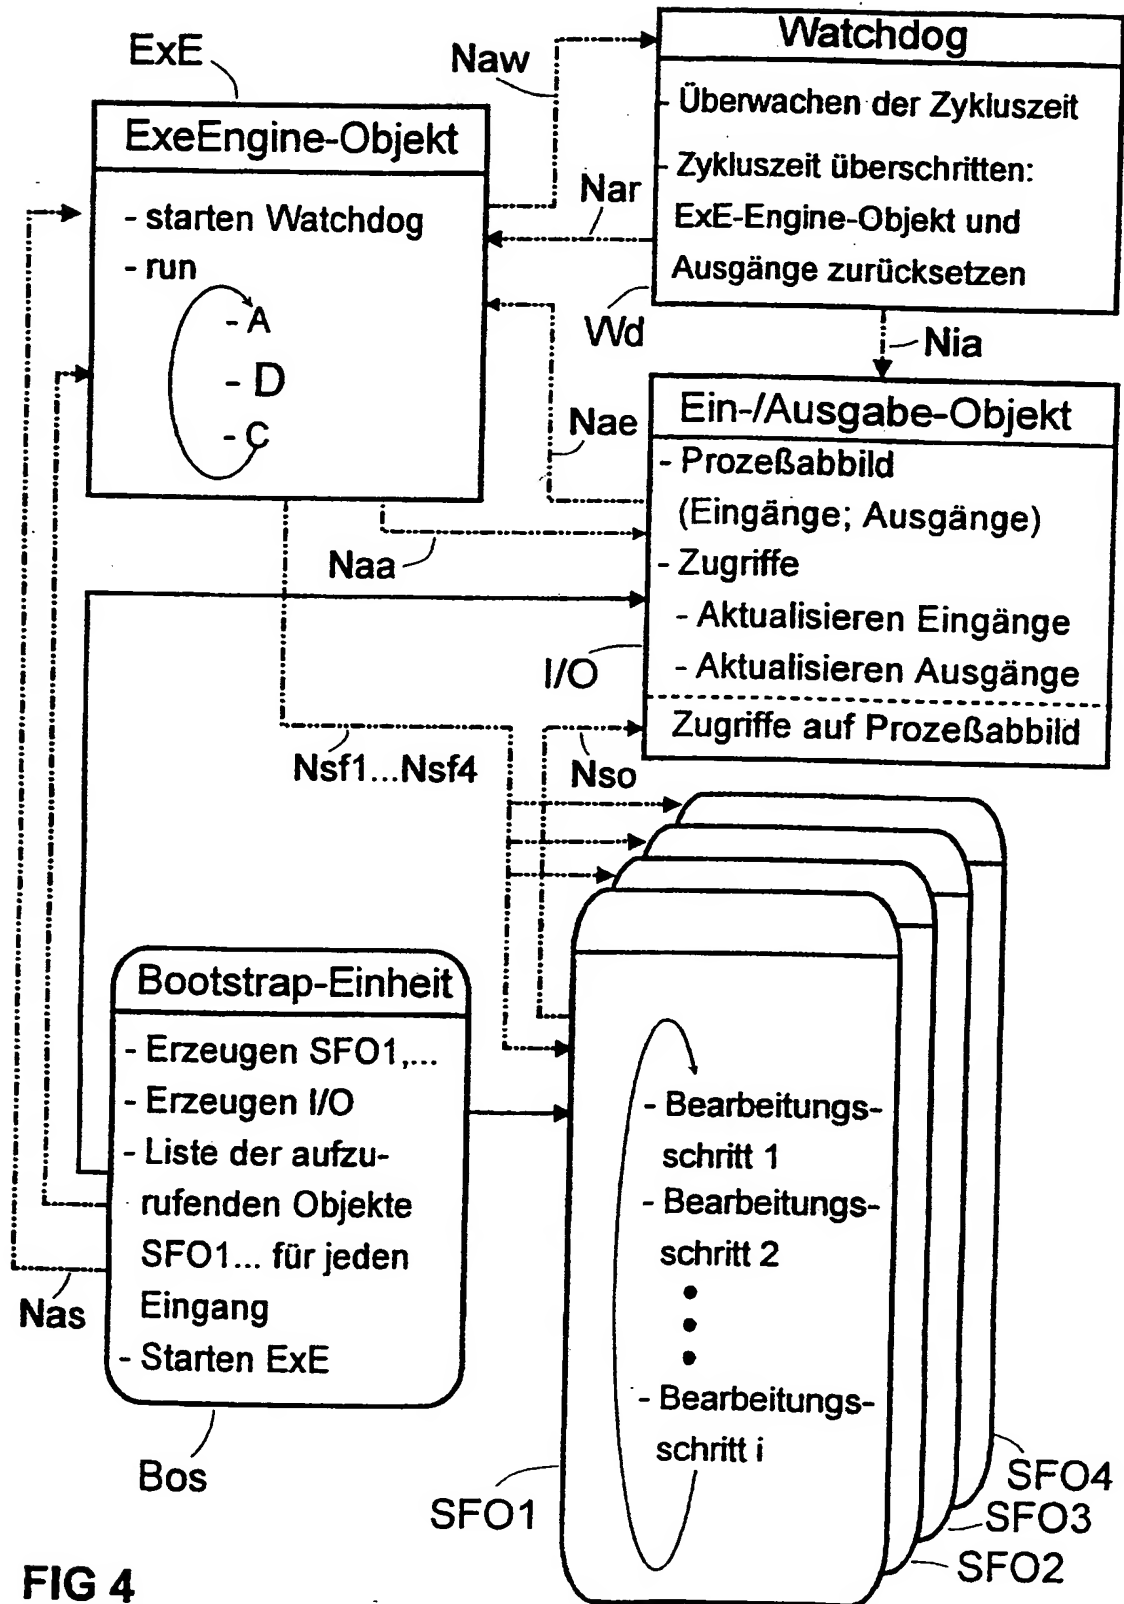 ExE
Naw
Watchdog
- Überwachen der Zykluszeit
- Zykluszeit überschritten:
ExE-Engine-Objekt und
Ausgänge zurücksetzen
ExeEngine-Objekt
- starten Watchdog
- run
- A
- D
- C
Nar
Wd
Nia
Nae
Naa
Ein-/Ausgabe-Objekt
- Prozeßabbild
(Eingänge; Ausgänge)
- Zugriffe
- Aktualisieren Eingänge
- Aktualisieren Ausgänge
Zugriffe auf Prozeßabbild
I/O
Nsf1...Nsf4
Nso
Bootstrap-Einheit
- Erzeugen SFO1,...
- Erzeugen I/O
- Liste der aufzu-
rufenden Objekte
SFO1... für jeden
Eingang
- Starten ExE
Nas
Bos
- Bearbeitungs-
schritt 1
- Bearbeitungs-
schritt 2
- Bearbeitungs-
schritt i
SFO1
SFO4
SFO3
SFO2
FIG 4